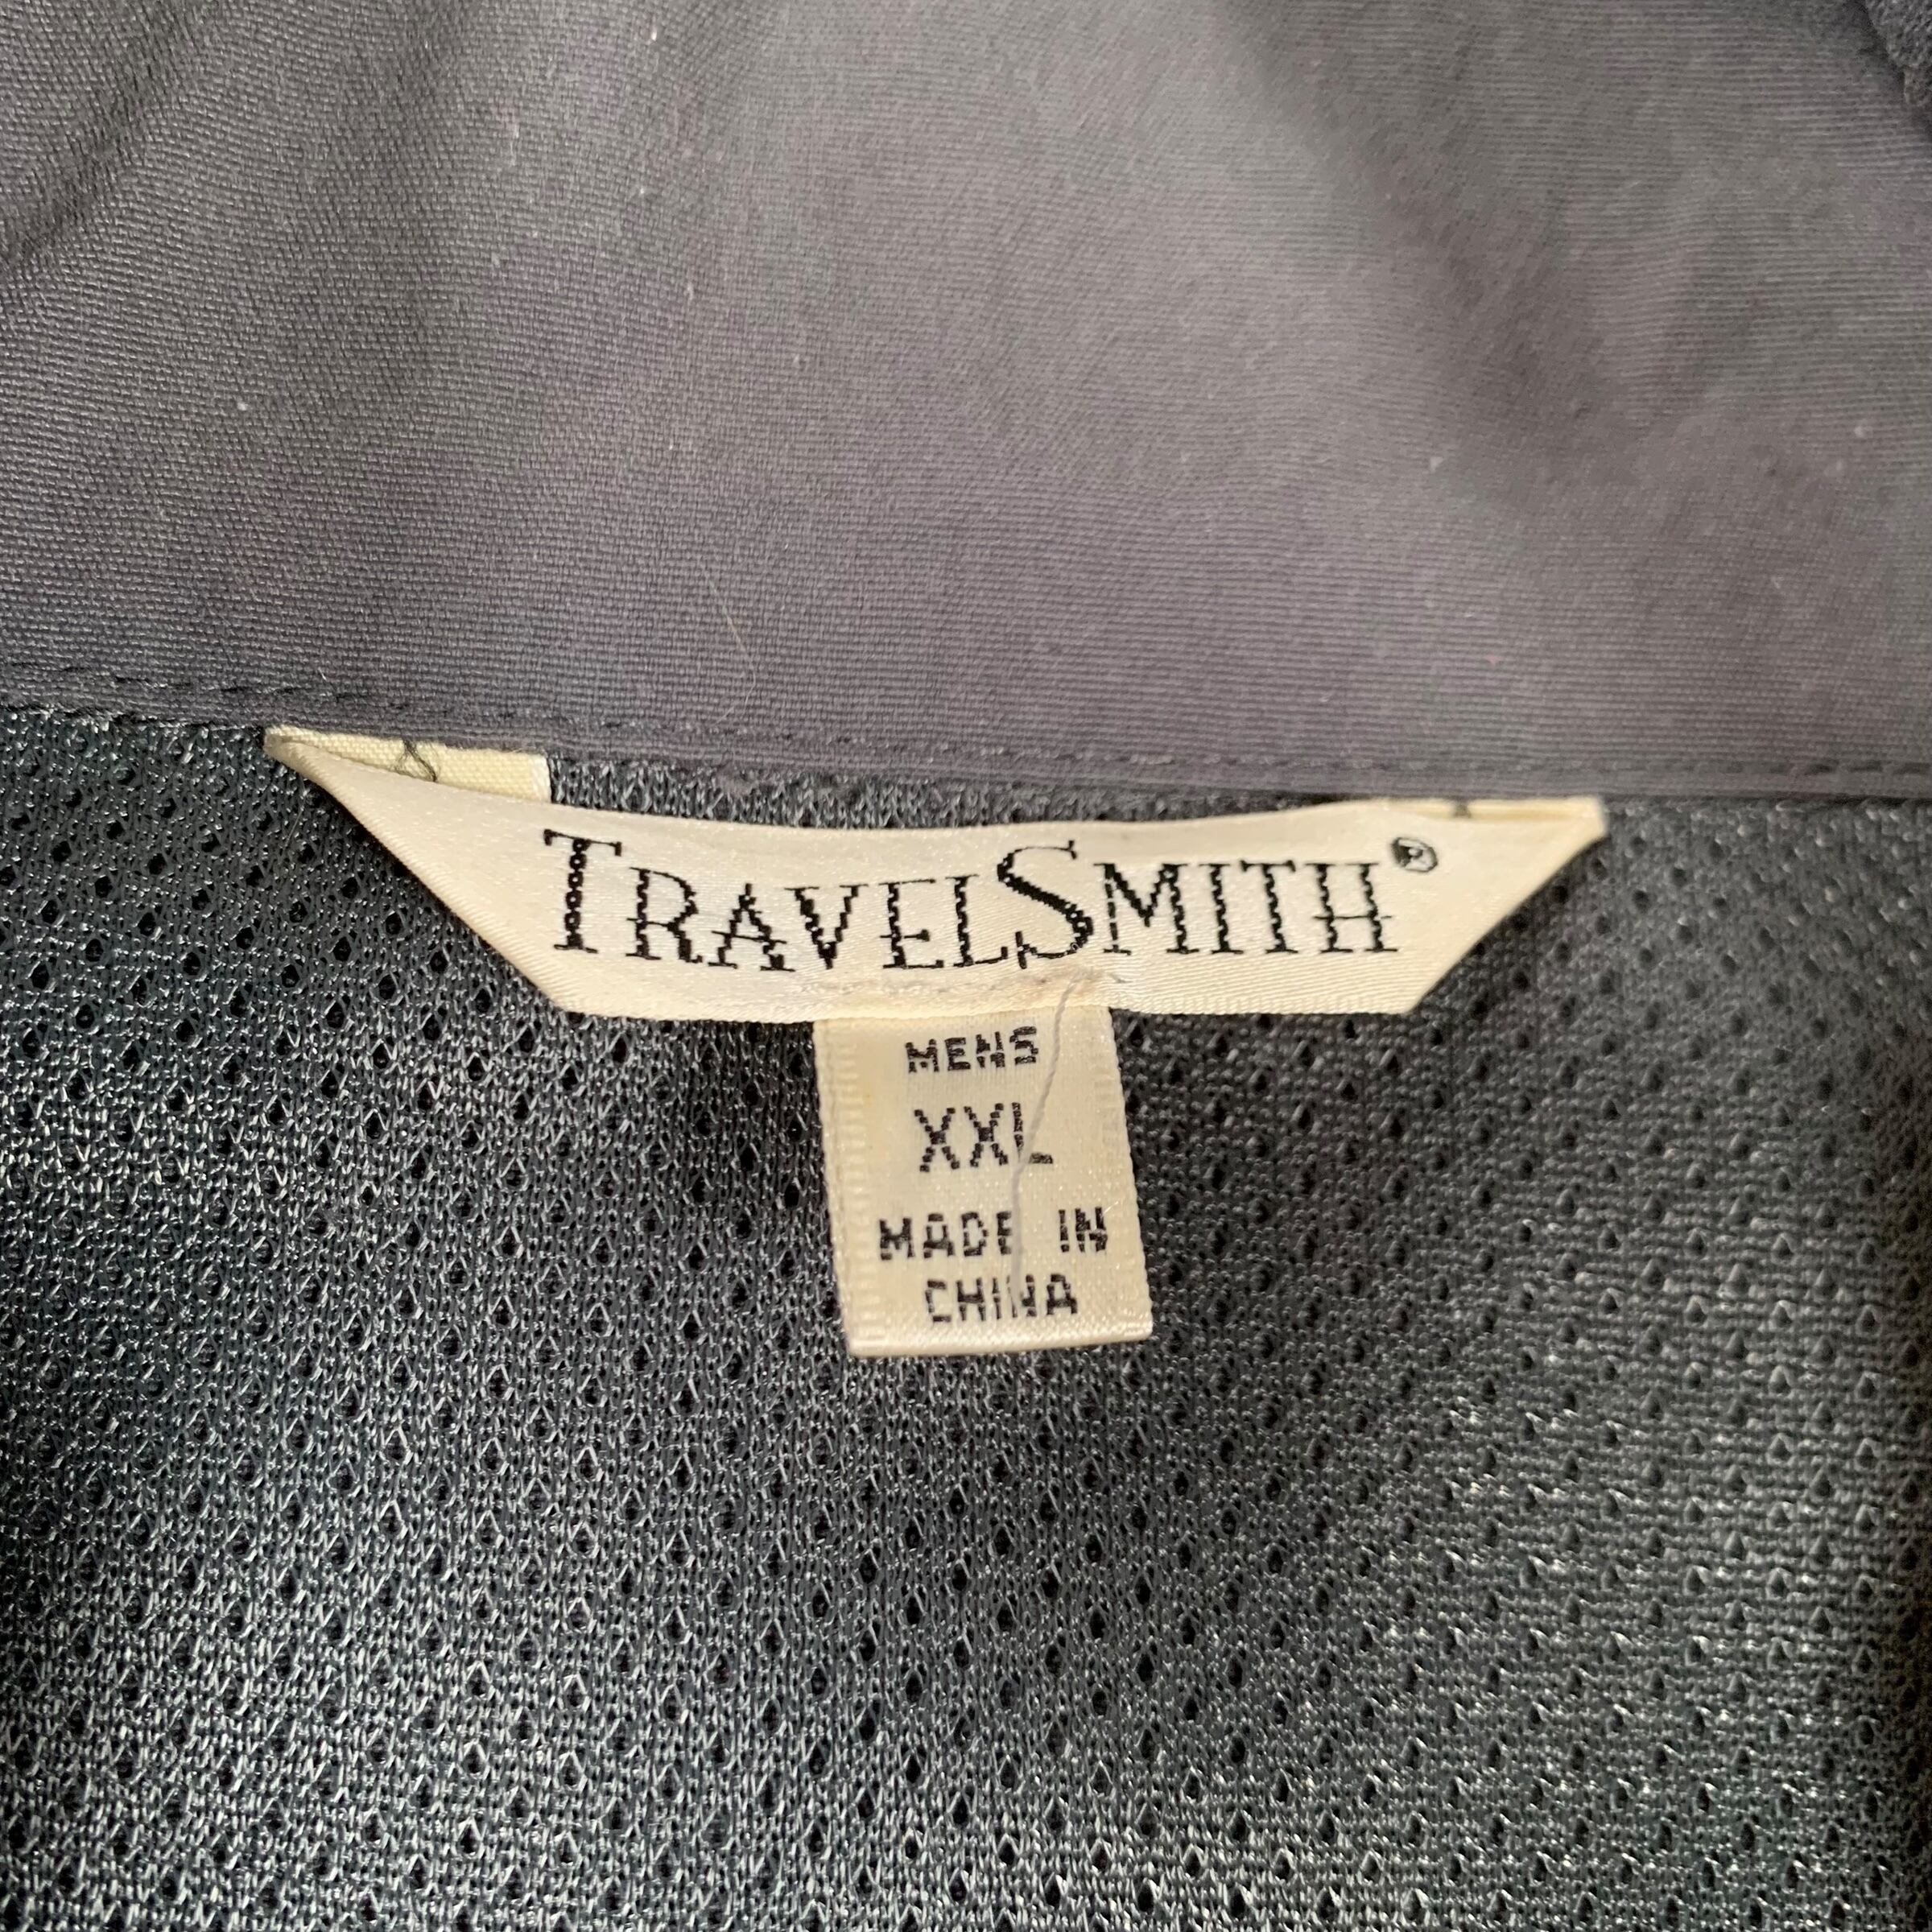 TRAVELSMITH®
MENS
XXL
MADE IN
CHINA